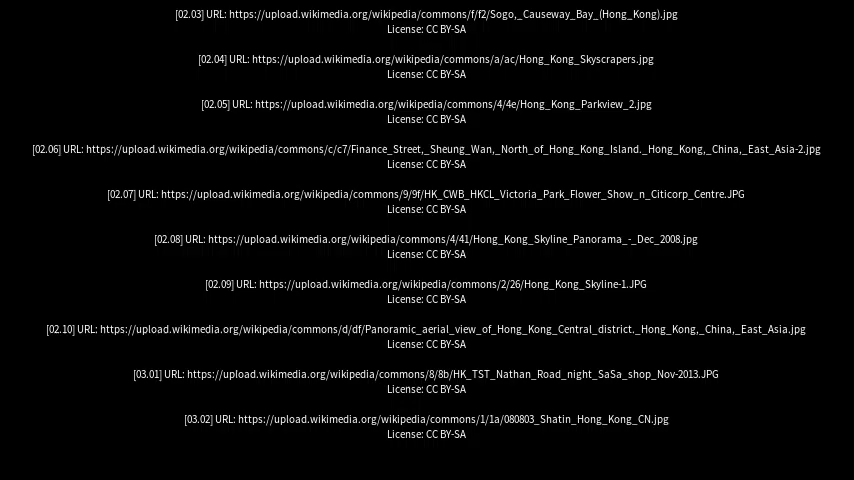 [02.03] URL: https://upload.wikimedia.org/wikipedia/commons/f/f2/Sogo,_Causeway_Bay_(Hong_Kong).jpg
License: CC BY-SA
[02.04] URL: https://upload.wikimedia.org/wikipedia/commons/a/ac/Hong_Kong_Skyscrapers.jpg
License: CC BY-SA
[02.05] URL: https://upload.wikimedia.org/wikipedia/commons/4/4e/Hong_Kong_Parkview_2.jpg
License: CC BY-SA
[02.06] URL: https://upload.wikimedia.org/wikipedia/commons/c/c7/Finance_Street,_Sheung_Wan,_North_of_Hong_Kong_Island._Hong_Kong,_China,_East_Asia-2.jpg
License: CC BY-SA
[02.07] URL: https://upload.wikimedia.org/wikipedia/commons/9/9f/HK_CWB_HKCL_Victoria_Park_Flower_Show_n_Citicorp_Centre.JPG
License: CC BY-SA
[02.08] URL: https://upload.wikimedia.org/wikipedia/commons/4/41/Hong_Kong_Skyline_Panorama_-_Dec_2008.jpg
License: CC BY-SA
[02.09] URL: https://upload.wikimedia.org/wikipedia/commons/2/26/Hong_Kong_Skyline-1.JPG
License: CC BY-SA
[02.10] URL: https://upload.wikimedia.org/wikipedia/commons/d/df/Panoramic_aerial_view_of_Hong_Kong_Central_district._Hong_Kong,_China,_East_Asia.jpg
License: CC BY-SA
[03.01] URL: https://upload.wikimedia.org/wikipedia/commons/8/8b/HK_TST_Nathan_Road_night_SaSa_shop_Nov-2013.JPG
License: CC BY-SA
[03.02] URL: https://upload.wikimedia.org/wikipedia/commons/1/1a/080803_Shatin_Hong_Kong_CN.jpg
License: CC BY-SA